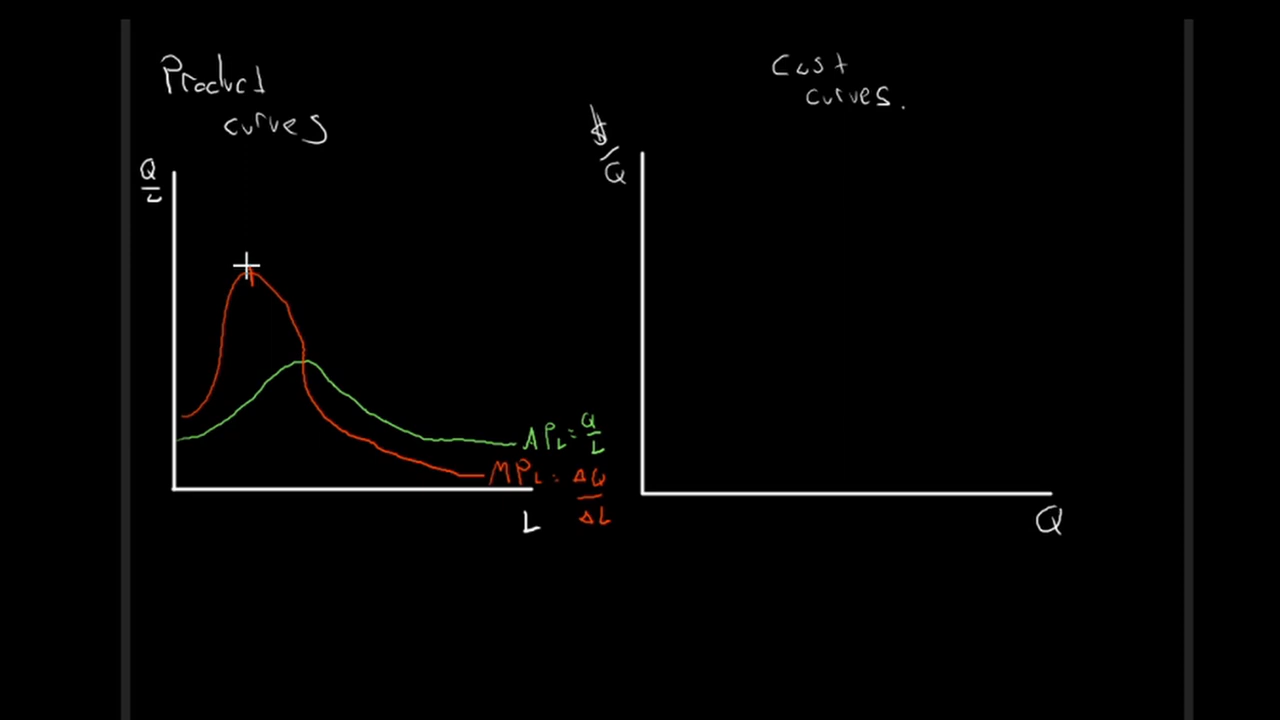 Product
curves
Cost
curves.
Q
L
$/Q
APL = Q/L
MPL = ΔQ/ΔL
L
Q